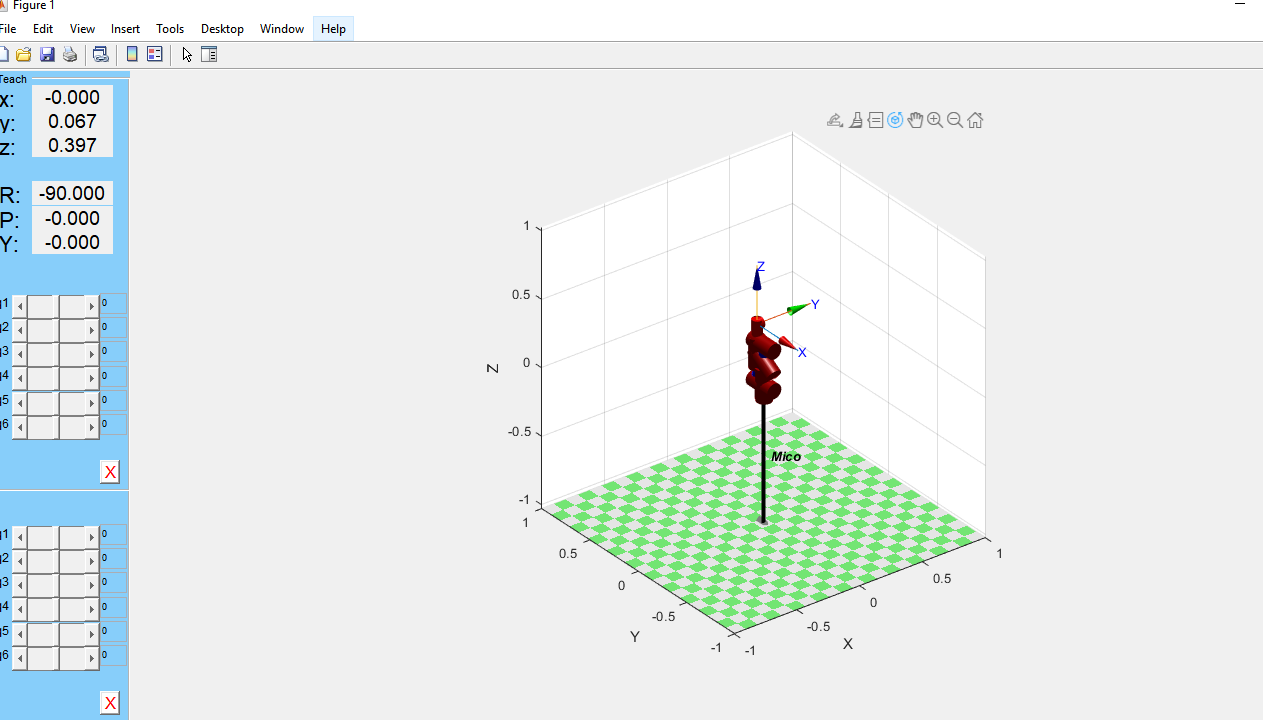 Figure 1
File Edit View Insert Tools Desktop Window Help
Teach
x: -0.000
y: 0.067
z: 0.397
R: -90.000
P: -0.000
Y: -0.000
q1 0
q2 0
q3 0
q4 0
q5 0
q6 0
X
q1 0
q2 0
q3 0
q4 0
q5 0
q6 0
X
Z
1
0.5
0
-0.5
-1
Z
Y
X
Mico
1
0.5
0
-0.5
-1
Y
-1
-0.5
0
0.5
1
X